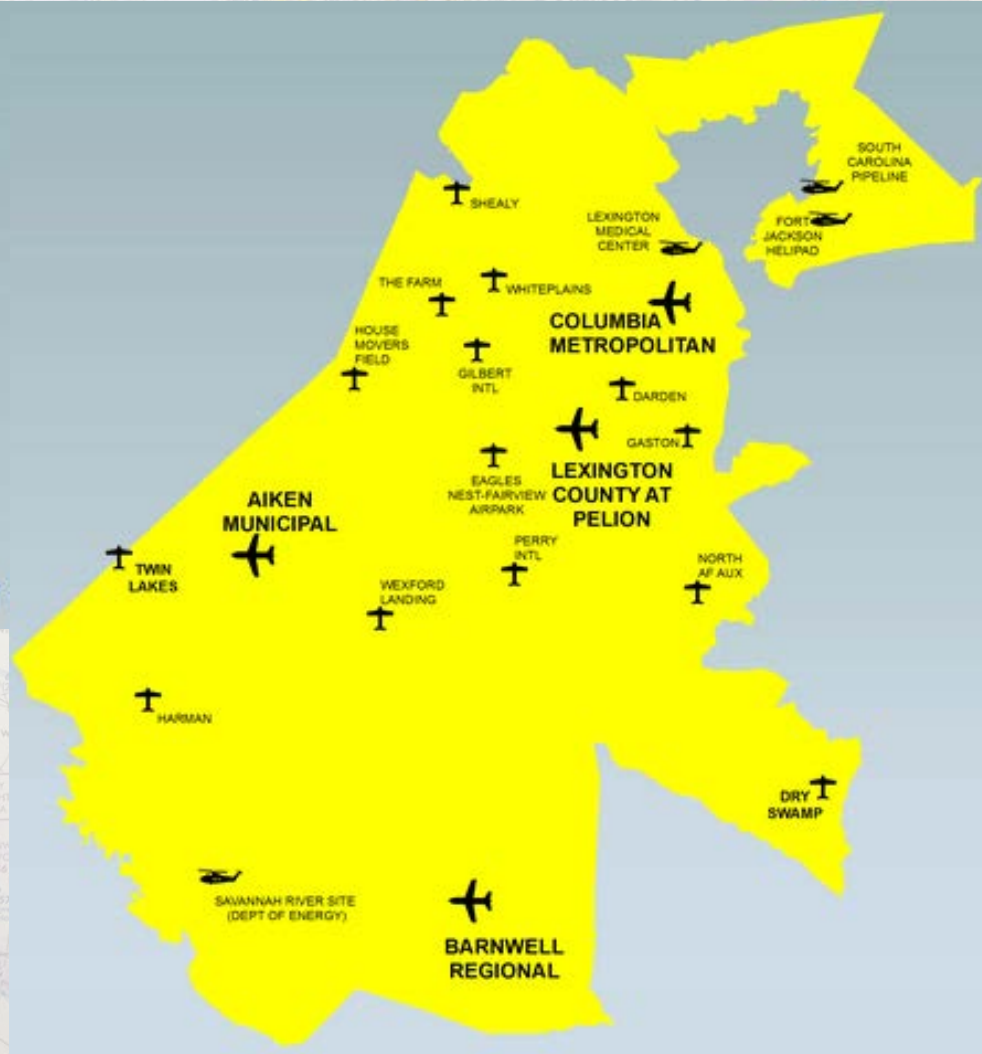 SOUTH
CAROLINA
PIPELINE
SHEALY
LEXINGTON
MEDICAL
CENTER
FORT
JACKSON
HELIPAD
THE FARM
WHITEPLAINS
COLUMBIA
METROPOLITAN
HOUSE
MOVERS
FIELD
GILBERT
INTL
DARDEN
GASTON
EAGLES
NEST-FAIRVIEW
AIRPARK
LEXINGTON
COUNTY AT
PELION
AIKEN
MUNICIPAL
TWIN
LAKES
PERRY
INTL
NORTH
AF AUX
WEXFORD
LANDING
HARMAN
DRY
SWAMP
SAVANNAH RIVER SITE
(DEPT OF ENERGY)
BARNWELL
REGIONAL